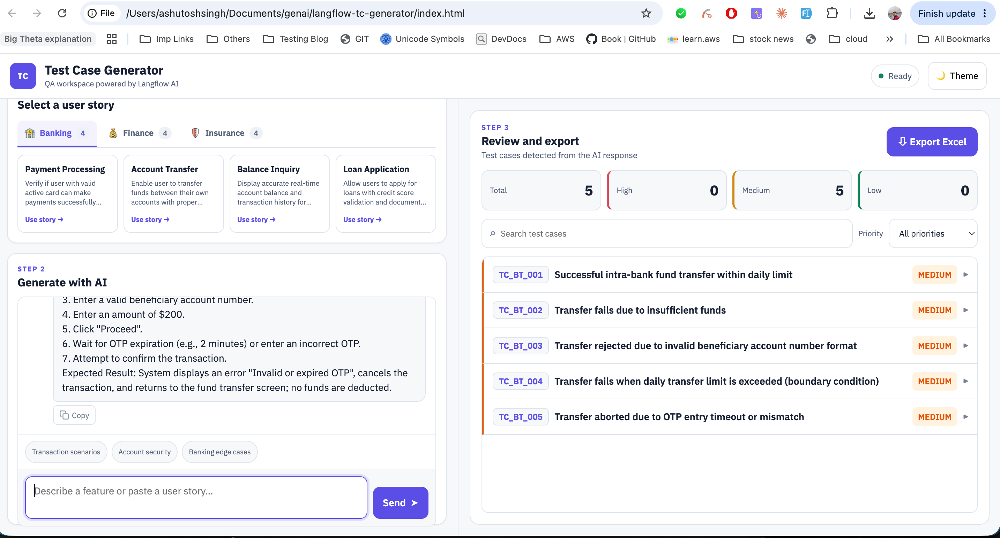 File /Users/ashutoshsingh/Documents/genai/langflow-tc-generator/index.html Finish update
Big Theta explanation Imp Links Others Testing Blog GIT Unicode Symbols DevDocs AWS Book | GitHub learn.aws stock news cloud All Bookmarks
TC
Test Case Generator
QA workspace powered by Langflow AI
Ready
Theme
Select a user story
Banking 4
Finance 4
Insurance 4
Payment Processing
Verify if user with valid
active card can make
payments successfully...
Use story →
Account Transfer
Enable user to transfer
funds between their own
accounts with proper...
Use story →
Balance Inquiry
Display accurate real-time
account balance and
transaction history for...
Use story →
Loan Application
Allow users to apply for
loans with credit score
validation and document...
Use story →
STEP 2
Generate with AI
3. Enter a valid beneficiary account number.
4. Enter an amount of $200.
5. Click "Proceed".
6. Wait for OTP expiration (e.g., 2 minutes) or enter an incorrect OTP.
7. Attempt to confirm the transaction.
Expected Result: System displays an error "Invalid or expired OTP", cancels the
transaction, and returns to the fund transfer screen; no funds are deducted.
Copy
Transaction scenarios
Account security
Banking edge cases
Describe a feature or paste a user story...
Send ➤
STEP 3
Review and export
Test cases detected from the AI response
Export Excel
Total 5
High 0
Medium 5
Low 0
Search test cases
Priority
All priorities
TC_BT_001 Successful intra-bank fund transfer within daily limit MEDIUM
TC_BT_002 Transfer fails due to insufficient funds MEDIUM
TC_BT_003 Transfer rejected due to invalid beneficiary account number format MEDIUM
TC_BT_004 Transfer fails when daily transfer limit is exceeded (boundary condition) MEDIUM
TC_BT_005 Transfer aborted due to OTP entry timeout or mismatch MEDIUM